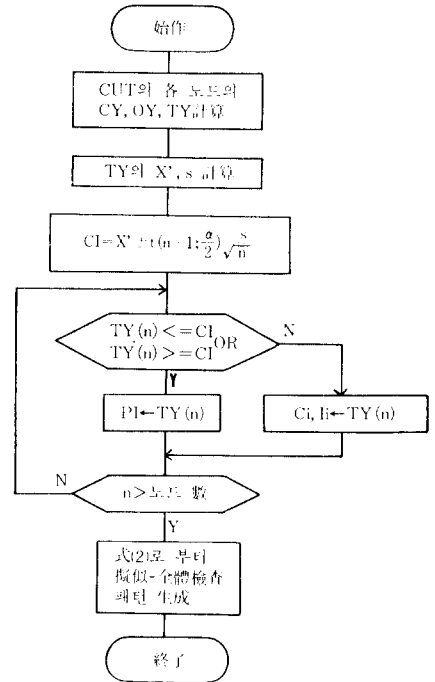 始作
CUT의 각 노드의
CY, OY, TY計算
TY의 X', s 計算
CI=X'±t(n-1;α/2) s/√n
TY(n)<=CI
TY(n)>=CI
OR
N
Y
PI←TY(n)
Ci, Ii←TY(n)
N
n>노드 數
Y
式(2)로 부터
擬似-全體檢査
패턴 生成
終了